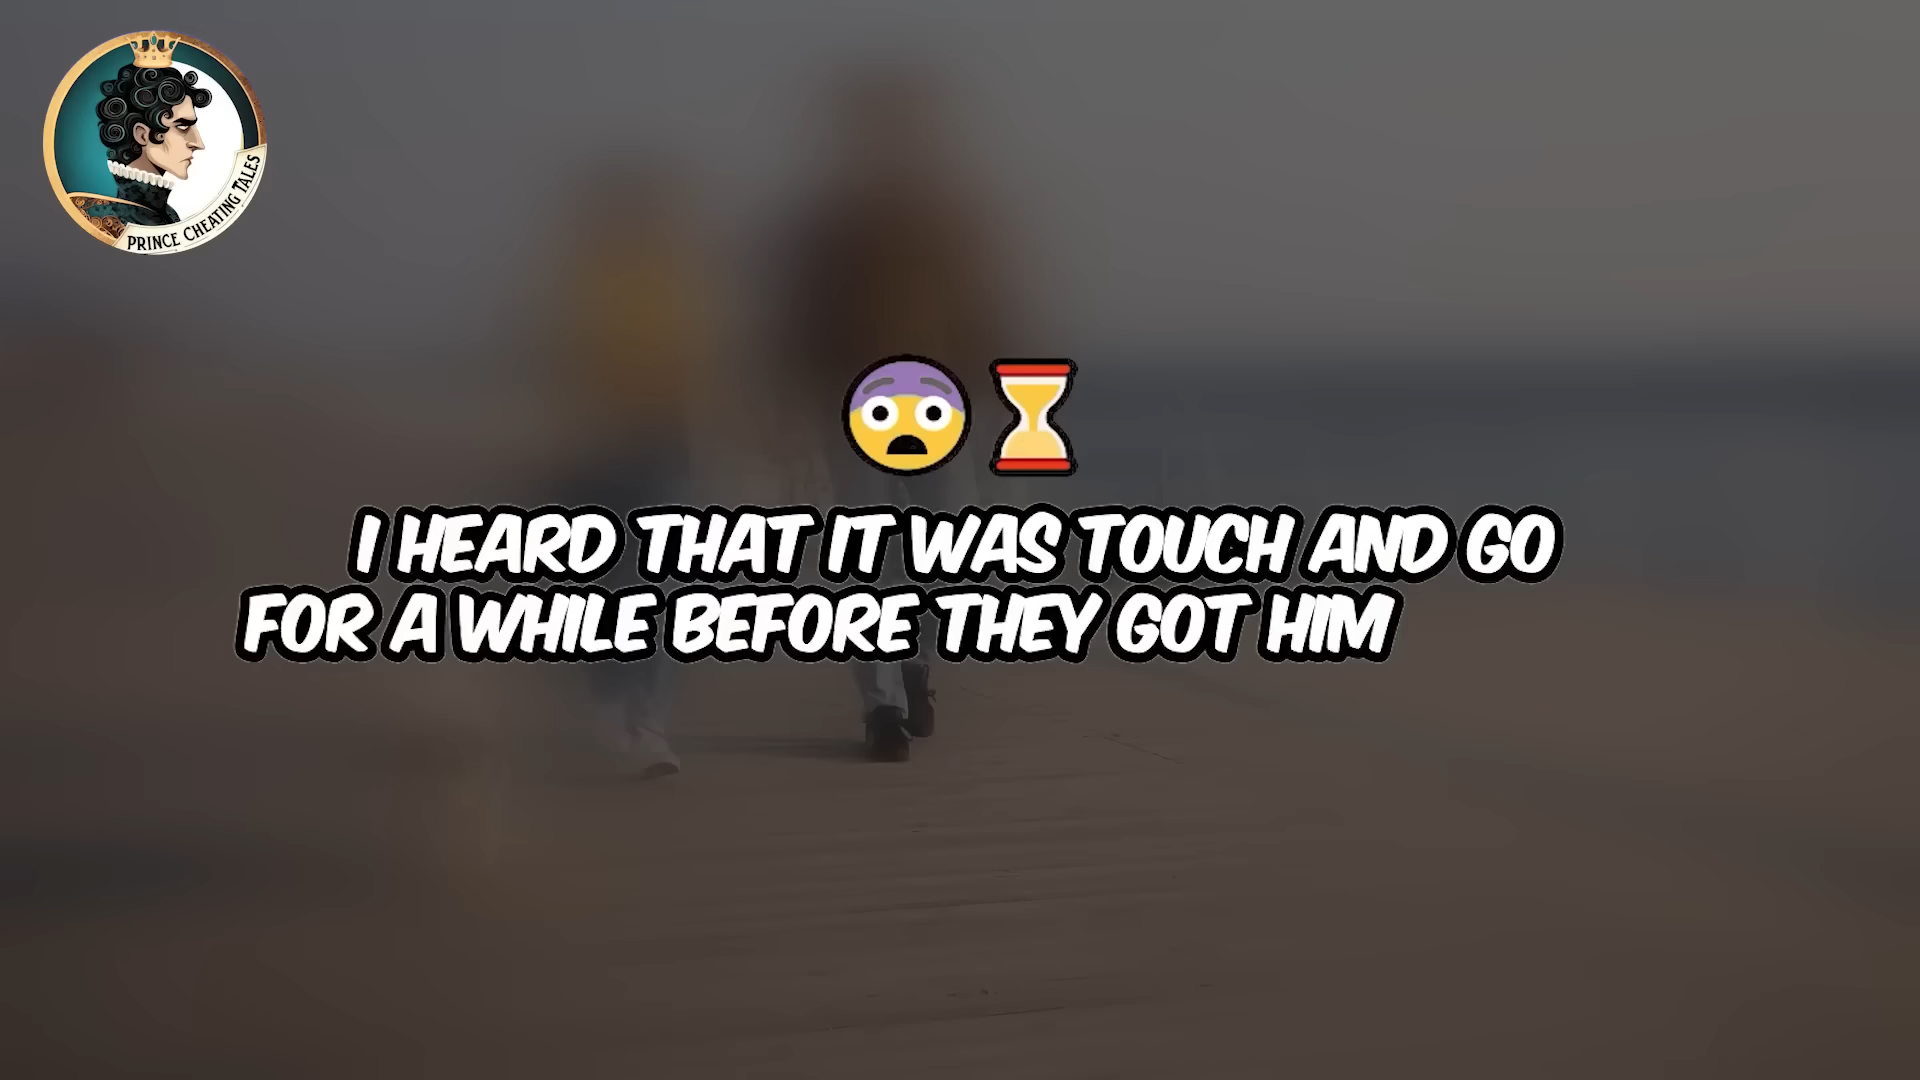 PRINCE CHEATING TALES
😨⏳
I HEARD THAT IT WAS TOUCH AND GO
FOR A WHILE BEFORE THEY GOT HIM